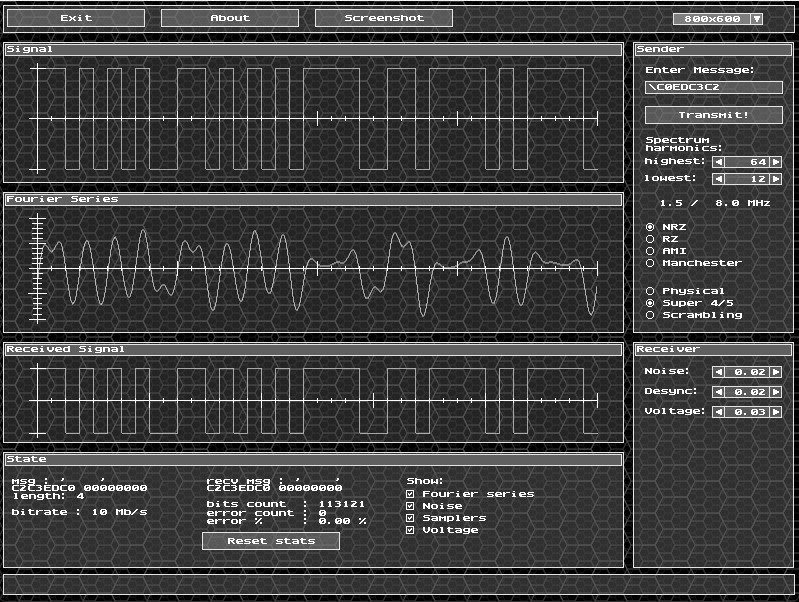 Exit
About
Screenshot
800x600
Signal
Sender
Enter Message:
\C0EDC3C2
Transmit!
Spectrum
harmonics:
highest: 64
lowest: 12
1.5 / 8.0 MHz
NRZ
RZ
AMI
Manchester
Physical
Super 4/5
Scrambling
Fourier Series
Received Signal
Receiver
Noise: 0.02
Desync: 0.02
Voltage: 0.03
State
msg : ' '
C2C3EDC0 00000000
length: 4
bitrate : 10 Mb/s
recv msg : ' '
C2C3EDC0 00000000
bits count : 113121
error count : 0
error % : 0.00 %
Reset stats
Show:
Fourier series
Noise
Samplers
Voltage